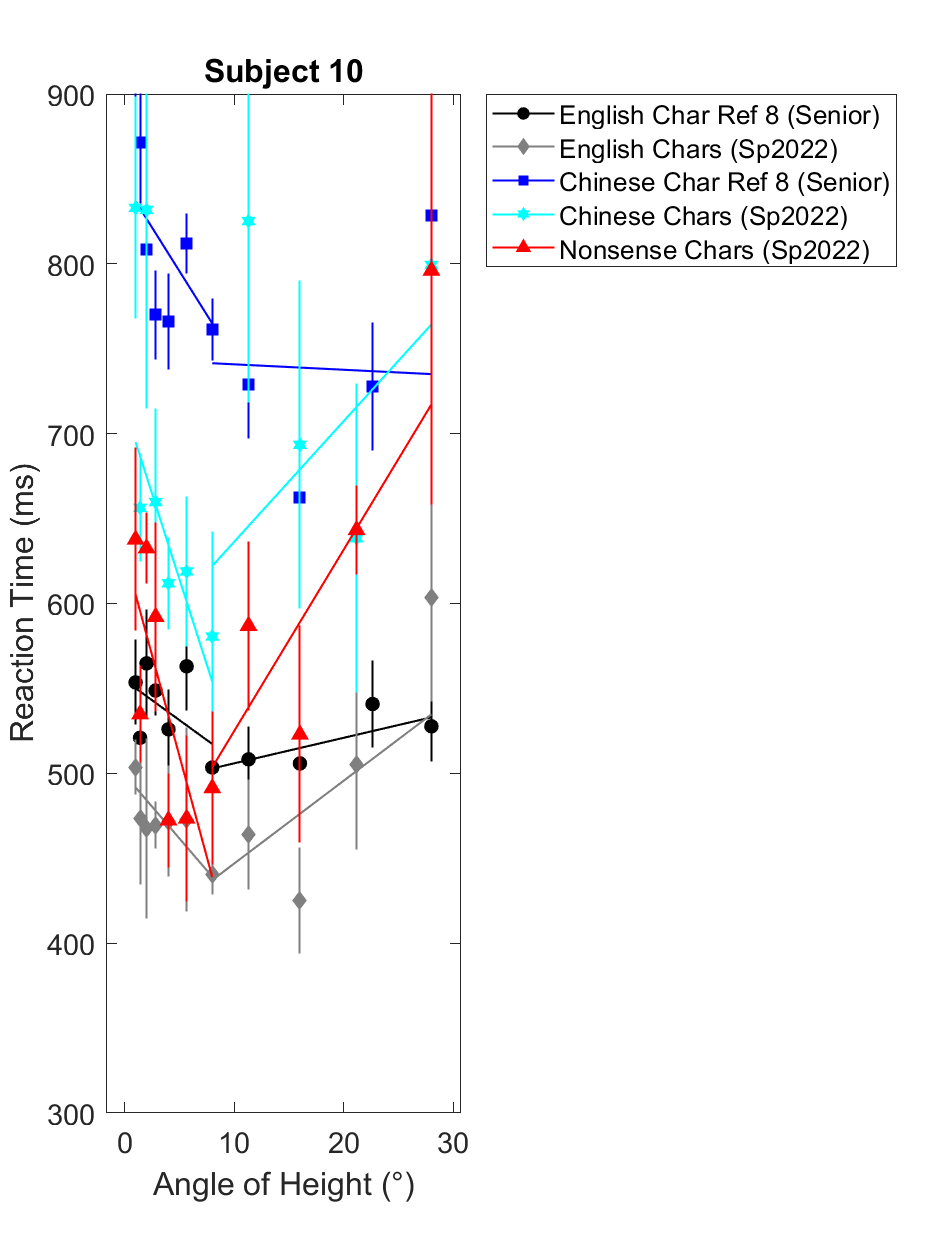 Subject 10
900
800
700
600
500
400
300
Reaction Time (ms)
0 10 20 30
Angle of Height (°)
English Char Ref 8 (Senior)
English Chars (Sp2022)
Chinese Char Ref 8 (Senior)
Chinese Chars (Sp2022)
Nonsense Chars (Sp2022)